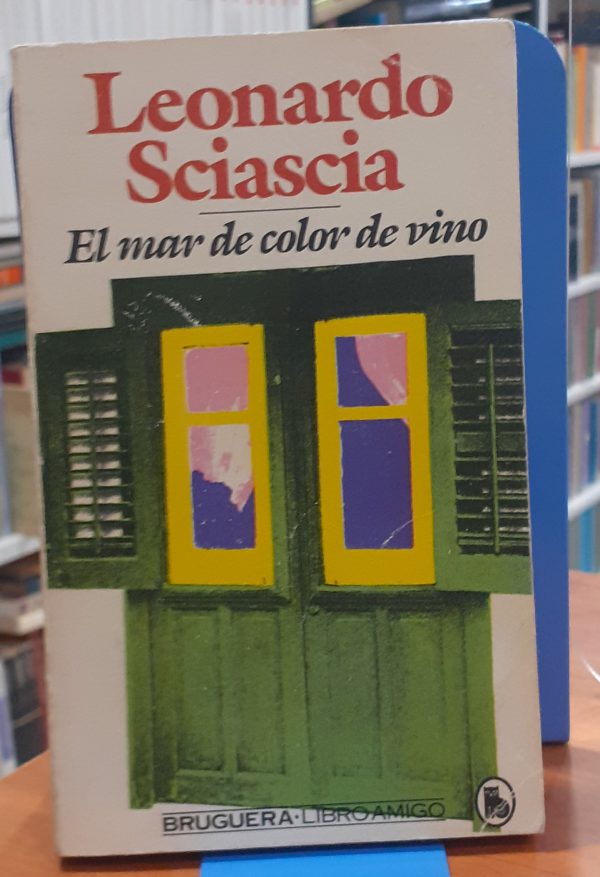 Leonardo
Sciascia
El mar de color de vino
BRUGUERA·LIBRO AMIGO